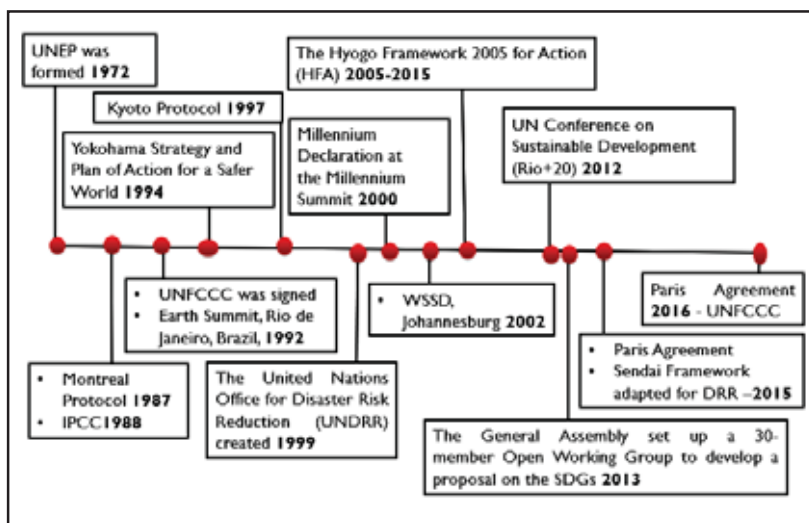 UNEP was
formed 1972
The Hyogo Framework 2005 for Action
(HFA) 2005-2015
Kyoto Protocol 1997
Yokohama Strategy and
Plan of Action for a Safer
World 1994
Millennium
Declaration at
the Millennium
Summit 2000
UN Conference on
Sustainable Development
(Rio+20) 2012
• UNFCCC was signed
• Earth Summit, Rio de
Janeiro, Brazil, 1992
• WSSD,
Johannesburg 2002
Paris Agreement
2016 - UNFCCC
• Montreal
Protocol 1987
• IPCC1988
The United Nations
Office for Disaster Risk
Reduction (UNDRR)
created 1999
• Paris Agreement
• Sendai Framework
adapted for DRR –2015
The General Assembly set up a 30-
member Open Working Group to develop a
proposal on the SDGs 2013